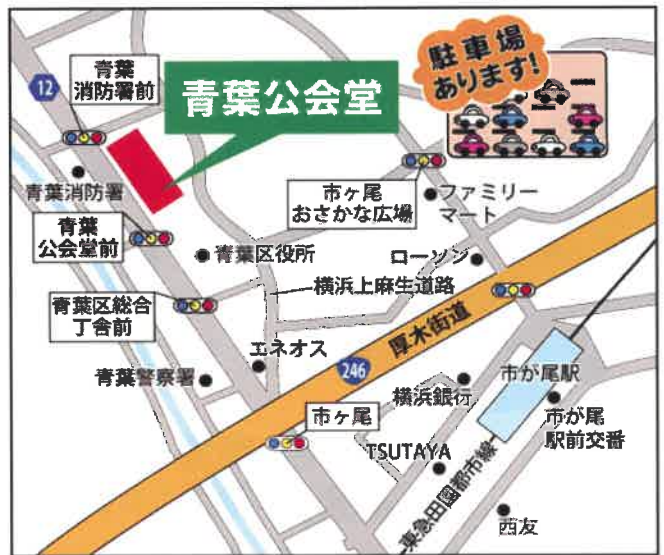 駐車場
あります!
12
青葉
消防署前
青葉公会堂
青葉消防署
市ヶ尾
おさかな広場
ファミリー
マート
青葉
公会堂前
青葉区役所
ローソン
横浜上麻生道路
青葉区総合
丁舎前
エネオス
厚木街道
246
青葉警察署
横浜銀行
市が尾駅
市ヶ尾
市が尾
駅前交番
TSUTAYA
東急田園都市線
西友